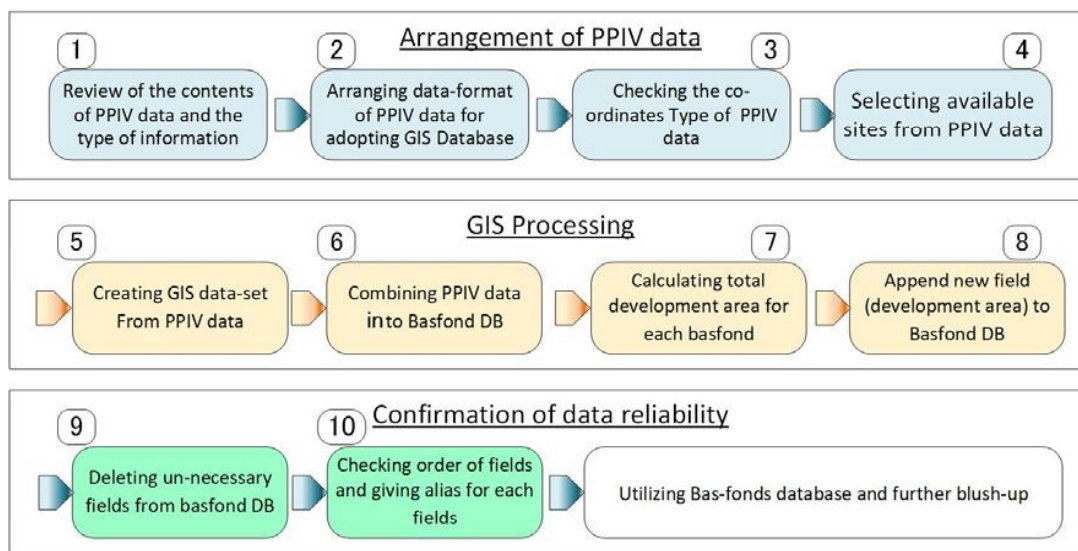 Arrangement of PPIV data
1
Review of the contents
of PPIV data and the
type of information
2
Arranging data-format
of PPIV data for
adopting GIS Database
3
Checking the co-
ordinates Type of PPIV
data
4
Selecting available
sites from PPIV data
GIS Processing
5
Creating GIS data-set
From PPIV data
6
Combining PPIV data
in to Basfond DB
7
Calculating total
development area for
each basfond
8
Append new field
(development area) to
Basfond DB
Confirmation of data reliability
9
Deleting un-necessary
fields from basfond DB
10
Checking order of fields
and giving alias for each
fields
Utilizing Bas-fonds database and further blush-up